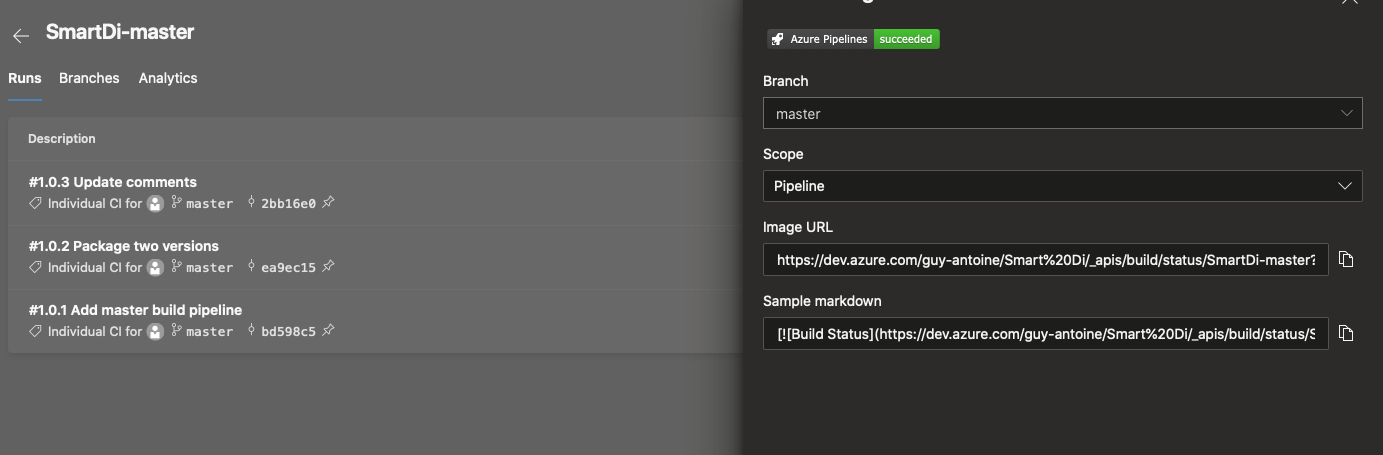 SmartDi-master
Runs Branches Analytics
Description
#1.0.3 Update comments
Individual CI for master 2bb16e0
#1.0.2 Package two versions
Individual CI for master ea9ec15
#1.0.1 Add master build pipeline
Individual CI for master bd598c5
Azure Pipelines succeeded
Branch
master
Scope
Pipeline
Image URL
https://dev.azure.com/guy-antoine/Smart%20Di/_apis/build/status/SmartDi-master?
Sample markdown
[![Build Status](https://dev.azure.com/guy-antoine/Smart%20Di/_apis/build/status/S